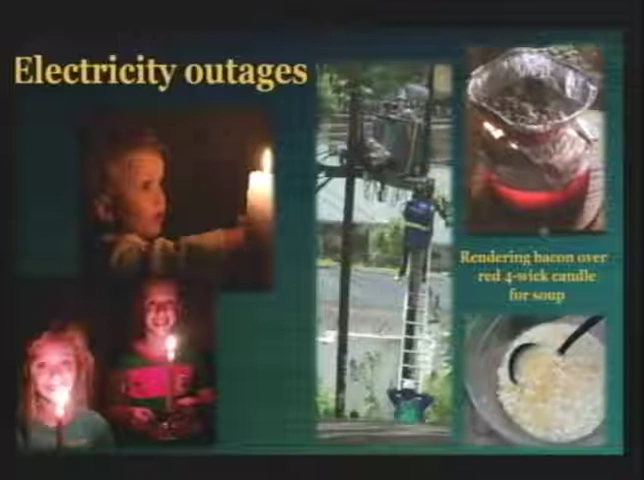 Electricity outages
Rendering bacon over
red 4-wick candle
for soup